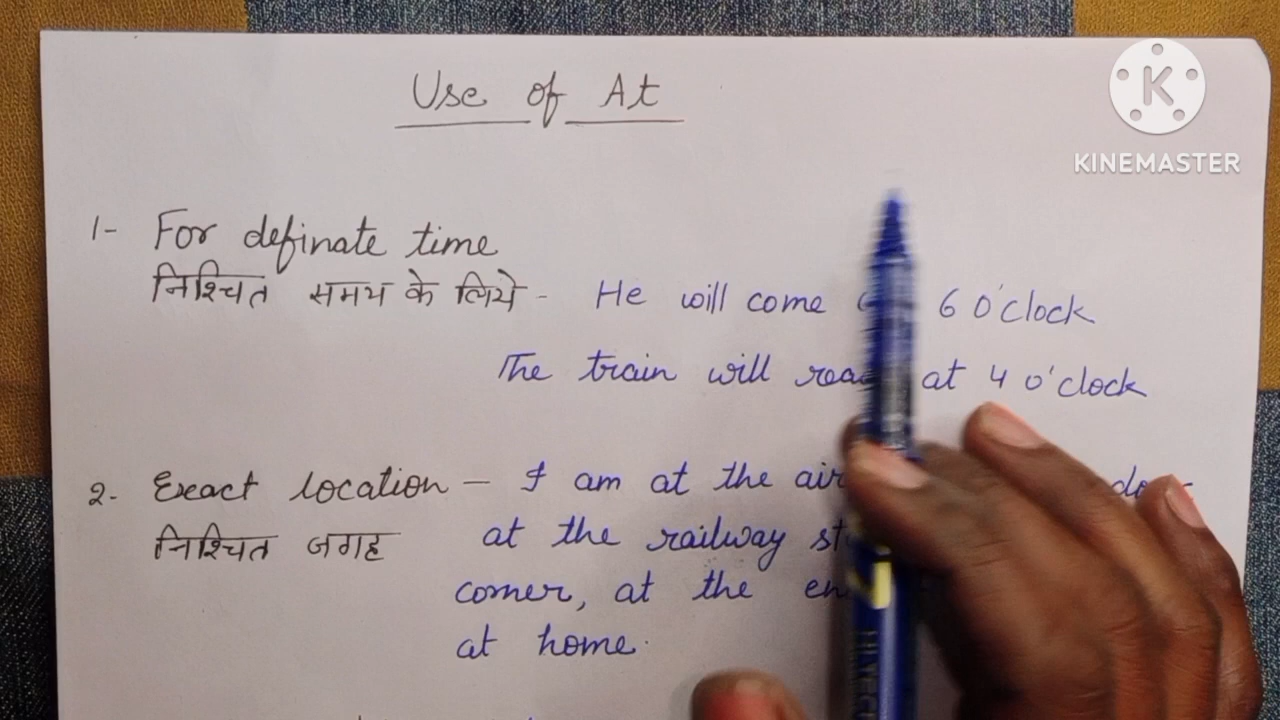 Use of At
K
KINEMASTER
1- For definate time
निश्चित समय के लिये - He will come 6 O'clock
The train will at 4 o'clock
2- Exact location - I am at the
निश्चित जगह at the railway
corner, at the
at home.